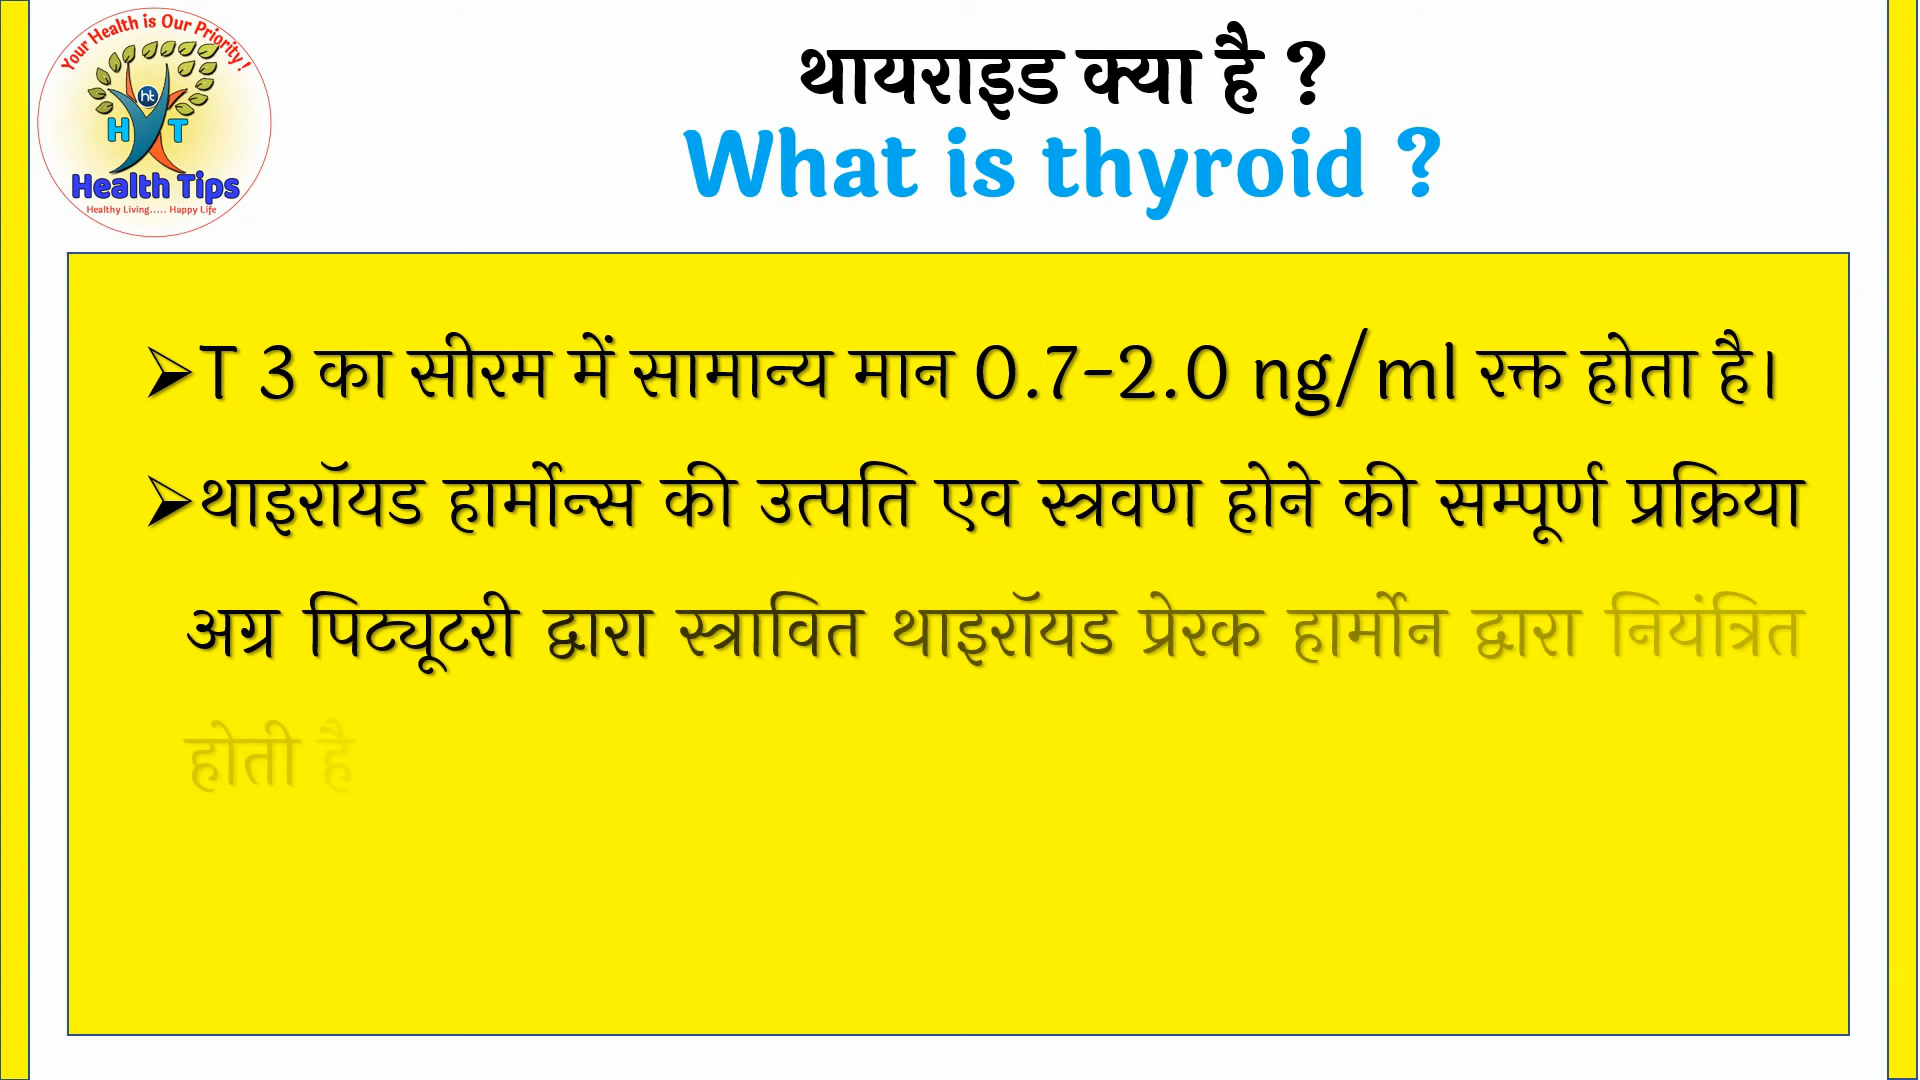 Your Health is Our Priority!
ht
H T
Health Tips
Healthy Living..... Happy Life
थायराइड क्या है ?
What is thyroid ?
➢T 3 का सीरम में सामान्य मान 0.7-2.0 ng/ml रक्त होता है।
➢थाइरॉयड हार्मोन्स की उत्पति एव स्त्रवण होने की सम्पूर्ण प्रक्रिया
अग्र पिट्यूटरी द्वारा स्त्रावित थाइरॉयड प्रेरक हार्मोन द्वारा नियंत्रित
होती है